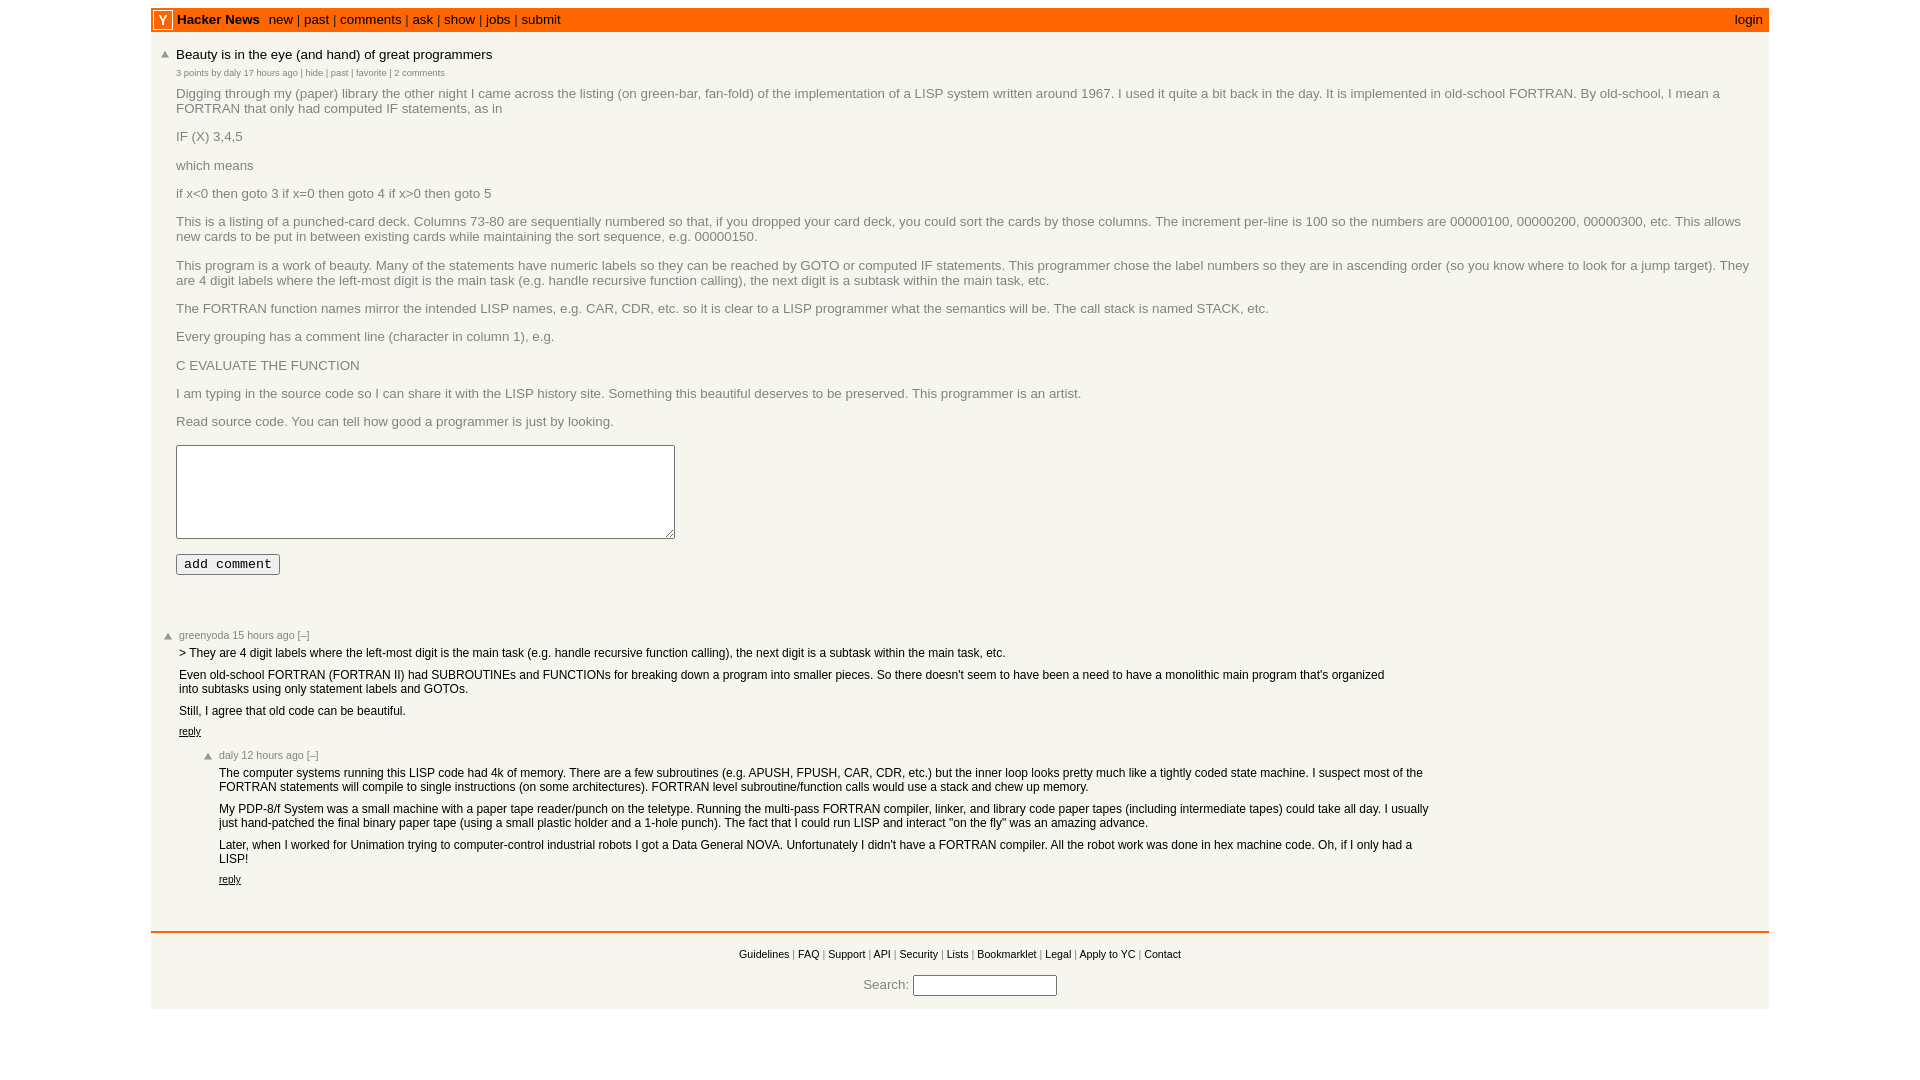 Y Hacker News new | past | comments | ask | show | jobs | submit login
Beauty is in the eye (and hand) of great programmers
3 points by daly 17 hours ago | hide | past | favorite | 2 comments
Digging through my (paper) library the other night I came across the listing (on green-bar, fan-fold) of the implementation of a LISP system written around 1967. I used it quite a bit back in the day. It is implemented in old-school FORTRAN. By old-school, I mean a
FORTRAN that only had computed IF statements, as in
IF (X) 3,4,5
which means
if x<0 then goto 3 if x=0 then goto 4 if x>0 then goto 5
This is a listing of a punched-card deck. Columns 73-80 are sequentially numbered so that, if you dropped your card deck, you could sort the cards by those columns. The increment per-line is 100 so the numbers are 00000100, 00000200, 00000300, etc. This allows
new cards to be put in between existing cards while maintaining the sort sequence, e.g. 00000150.
This program is a work of beauty. Many of the statements have numeric labels so they can be reached by GOTO or computed IF statements. This programmer chose the label numbers so they are in ascending order (so you know where to look for a jump target). They
are 4 digit labels where the left-most digit is the main task (e.g. handle recursive function calling), the next digit is a subtask within the main task, etc.
The FORTRAN function names mirror the intended LISP names, e.g. CAR, CDR, etc. so it is clear to a LISP programmer what the semantics will be. The call stack is named STACK, etc.
Every grouping has a comment line (character in column 1), e.g.
C EVALUATE THE FUNCTION
I am typing in the source code so I can share it with the LISP history site. Something this beautiful deserves to be preserved. This programmer is an artist.
Read source code. You can tell how good a programmer is just by looking.
add comment
greenyoda 15 hours ago [–]
> They are 4 digit labels where the left-most digit is the main task (e.g. handle recursive function calling), the next digit is a subtask within the main task, etc.
Even old-school FORTRAN (FORTRAN II) had SUBROUTINEs and FUNCTIONs for breaking down a program into smaller pieces. So there doesn't seem to have been a need to have a monolithic main program that's organized
into subtasks using only statement labels and GOTOs.
Still, I agree that old code can be beautiful.
reply
daly 12 hours ago [–]
The computer systems running this LISP code had 4k of memory. There are a few subroutines (e.g. APUSH, FPUSH, CAR, CDR, etc.) but the inner loop looks pretty much like a tightly coded state machine. I suspect most of the
FORTRAN statements will compile to single instructions (on some architectures). FORTRAN level subroutine/function calls would use a stack and chew up memory.
My PDP-8/f System was a small machine with a paper tape reader/punch on the teletype. Running the multi-pass FORTRAN compiler, linker, and library code paper tapes (including intermediate tapes) could take all day. I usually
just hand-patched the final binary paper tape (using a small plastic holder and a 1-hole punch). The fact that I could run LISP and interact "on the fly" was an amazing advance.
Later, when I worked for Unimation trying to computer-control industrial robots I got a Data General NOVA. Unfortunately I didn't have a FORTRAN compiler. All the robot work was done in hex machine code. Oh, if I only had a
LISP!
reply
Guidelines | FAQ | Support | API | Security | Lists | Bookmarklet | Legal | Apply to YC | Contact
Search: